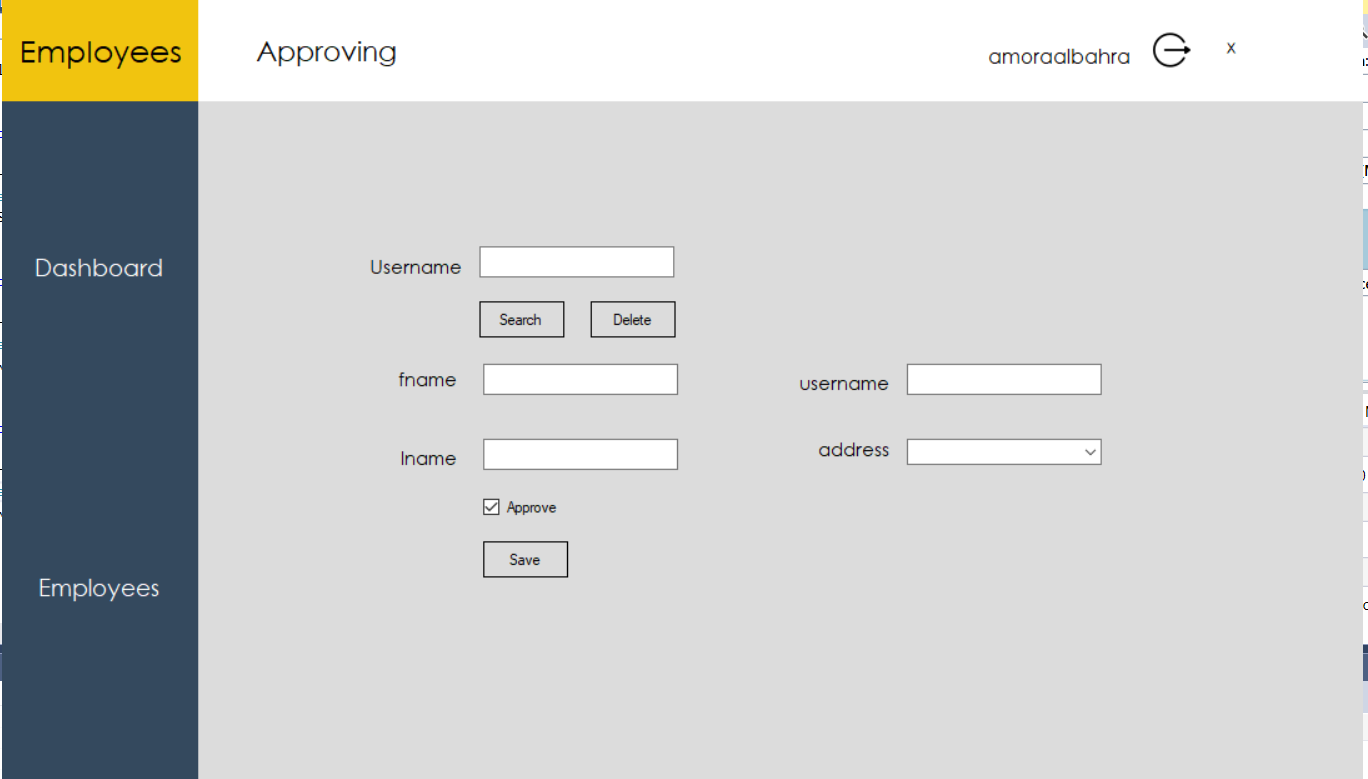 Employees
Approving
amoraalbahra
x
Dashboard
Username
Search
Delete
fname
username
lname
address
Approve
Save
Employees